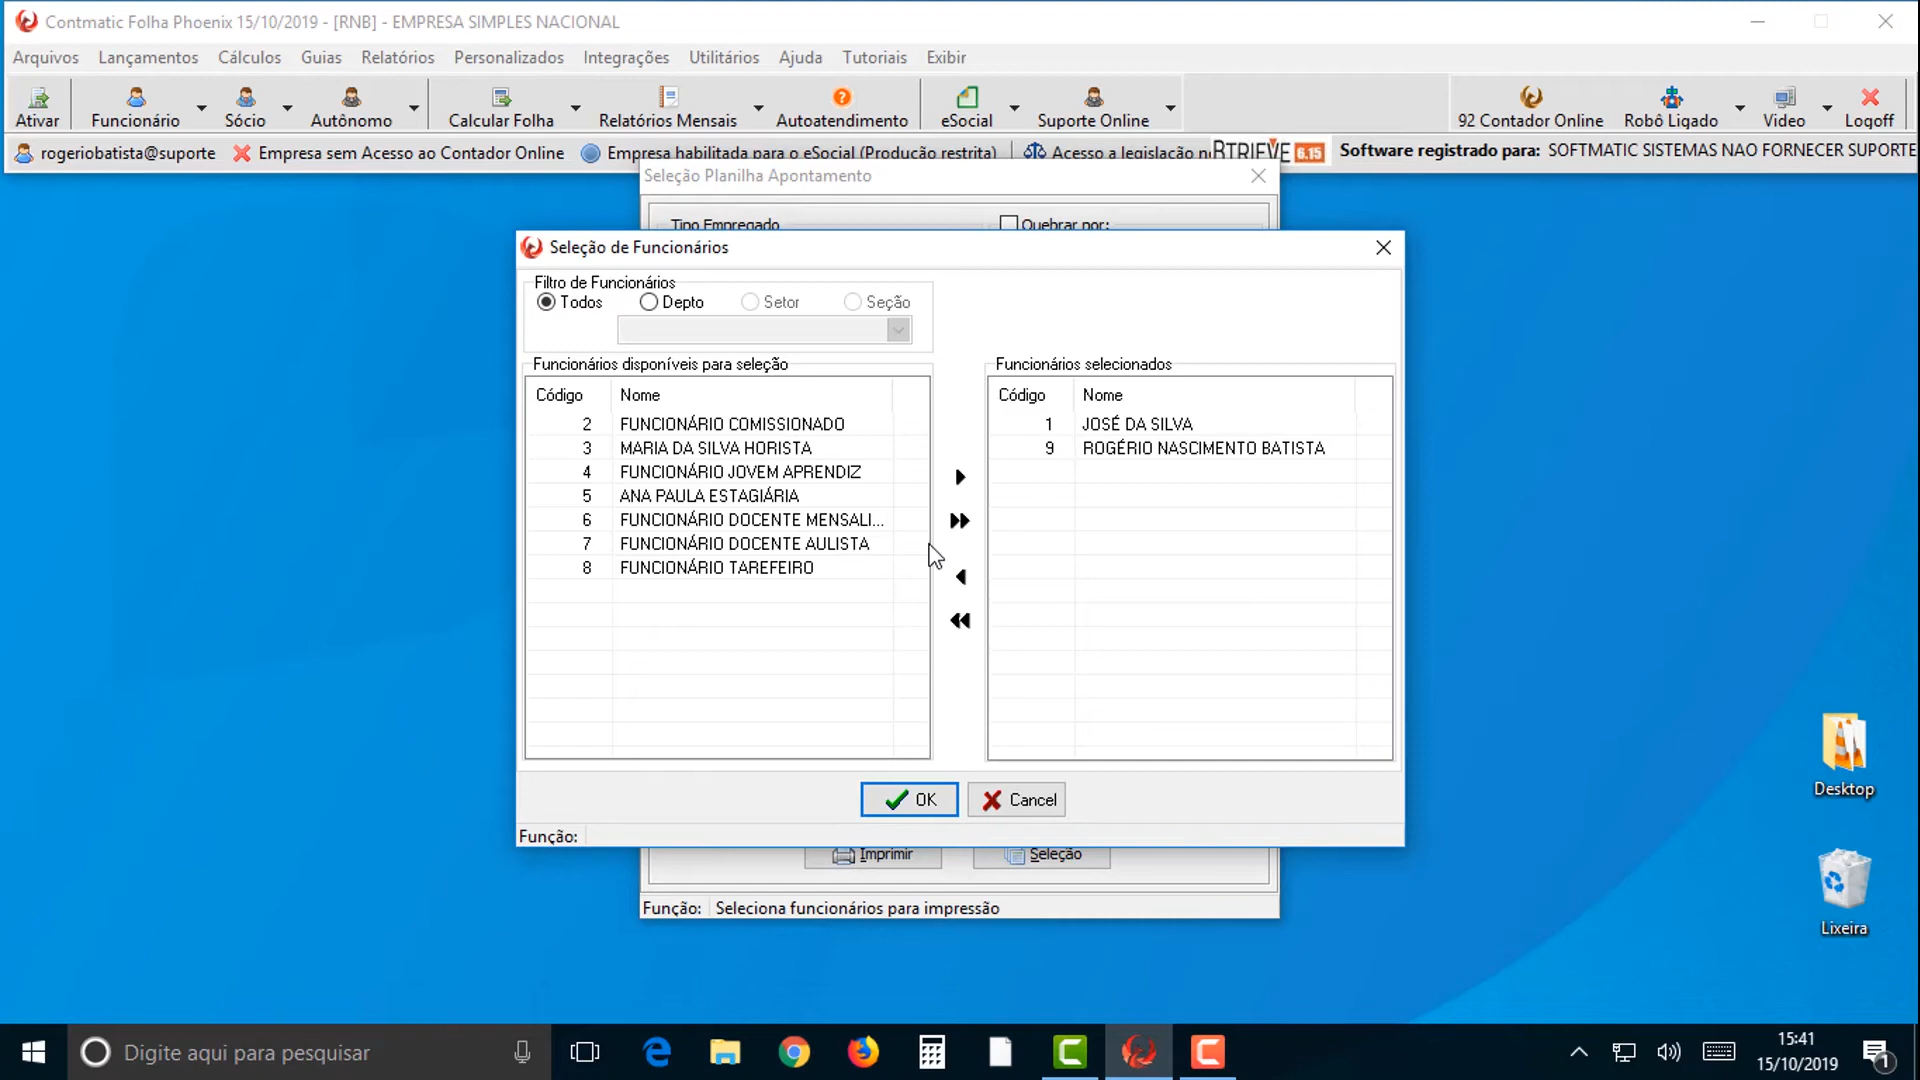 Contmatic Folha Phoenix 15/10/2019 - [RNB] - EMPRESA SIMPLES NACIONAL
Arquivos Lançamentos Cálculos Guias Relatórios Personalizados Integrações Utilitários Ajuda Tutoriais Exibir
Ativar Funcionário Sócio Autônomo Calcular Folha Relatórios Mensais Autoatendimento eSocial Suporte Online 92 Contador Online Robô Ligado Video Logoff
rogeriobatista@suporte Empresa sem Acesso ao Contador Online Empresa habilitada para o eSocial (Produção restrita) Acesso a legislação n BTRIEVE 6.15 Software registrado para: SOFTMATIC SISTEMAS NAO FORNECER SUPORTE
Seleção Planilha Apontamento
Tipo Empregado Quebrar por:
Seleção de Funcionários
Filtro de Funcionários
Todos Depto Setor Seção
Funcionários disponíveis para seleção Funcionários selecionados
Código Nome Código Nome
2 FUNCIONÁRIO COMISSIONADO 1 JOSÉ DA SILVA
3 MARIA DA SILVA HORISTA 9 ROGÉRIO NASCIMENTO BATISTA
4 FUNCIONÁRIO JOVEM APRENDIZ
5 ANA PAULA ESTAGIÁRIA
6 FUNCIONÁRIO DOCENTE MENSALI...
7 FUNCIONÁRIO DOCENTE AULISTA
8 FUNCIONÁRIO TAREFEIRO
OK Cancel
Função:
Imprimir Seleção
Função: Seleciona funcionários para impressão
Desktop
Lixeira
Digite aqui para pesquisar
15:41
15/10/2019
1